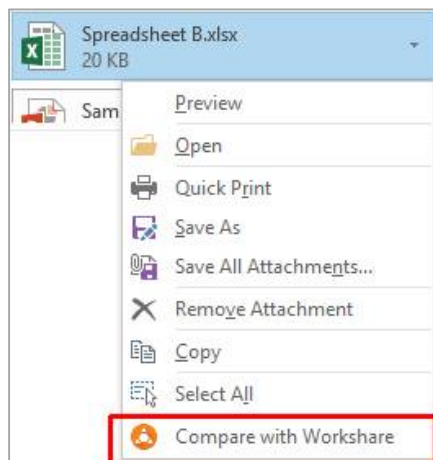 Spreadsheet B.xlsx
20 KB
Sam
Preview
Open
Quick Print
Save As
Save All Attachments...
Remove Attachment
Copy
Select All
Compare with Workshare